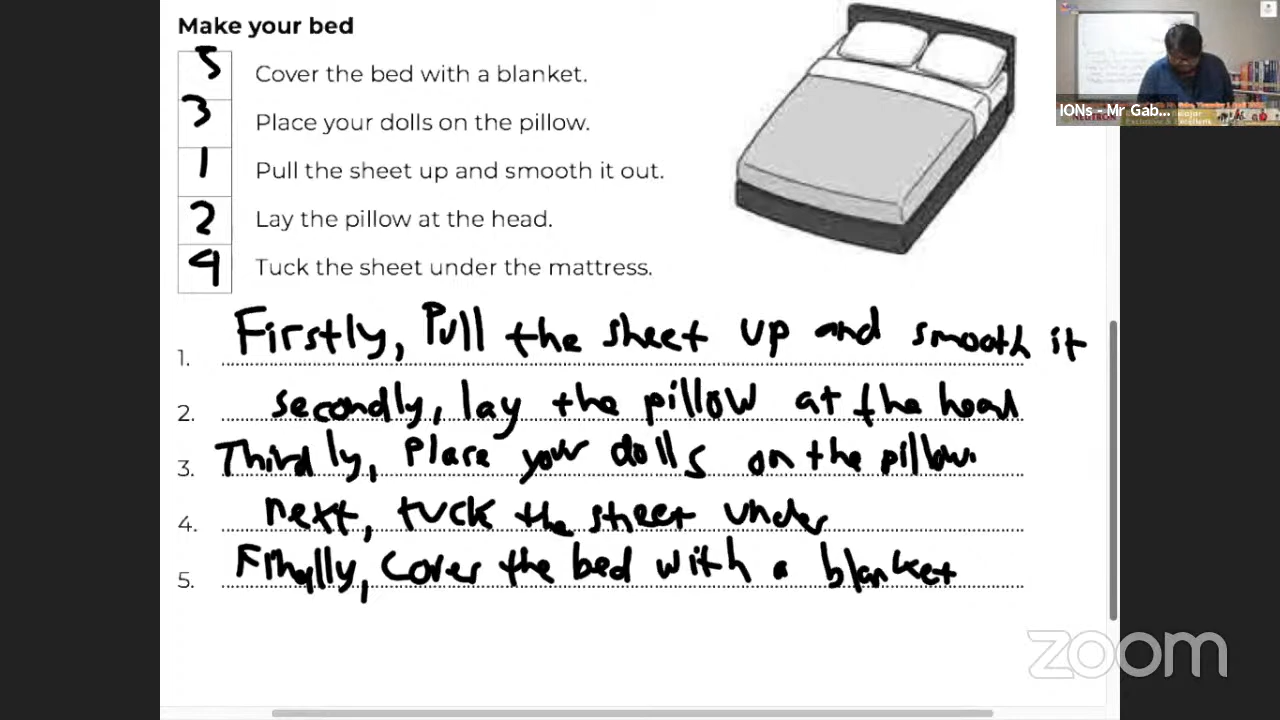 Make your bed
5 Cover the bed with a blanket.
3 Place your dolls on the pillow.
1 Pull the sheet up and smooth it out.
2 Lay the pillow at the head.
4 Tuck the sheet under the mattress.
1. Firstly, Pull the sheet up and smooth it
2. secondly, lay the pillow at the head
3. Thirdly, Place your dolls on the pillow.
4. next, tuck the sheet under
5. Finally, cover the bed with a blanket
IONs - Mr Gab...
zoom